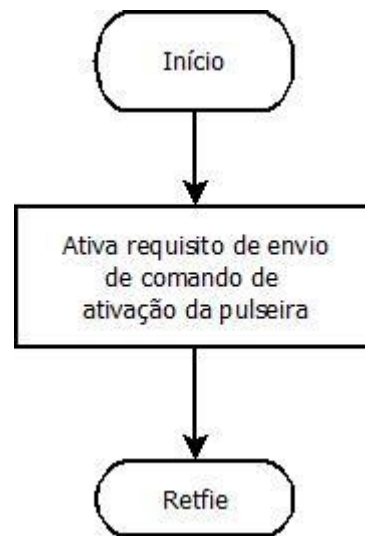 Início
Ativa requisito de envio
de comando de
ativação da pulseira
Retfie